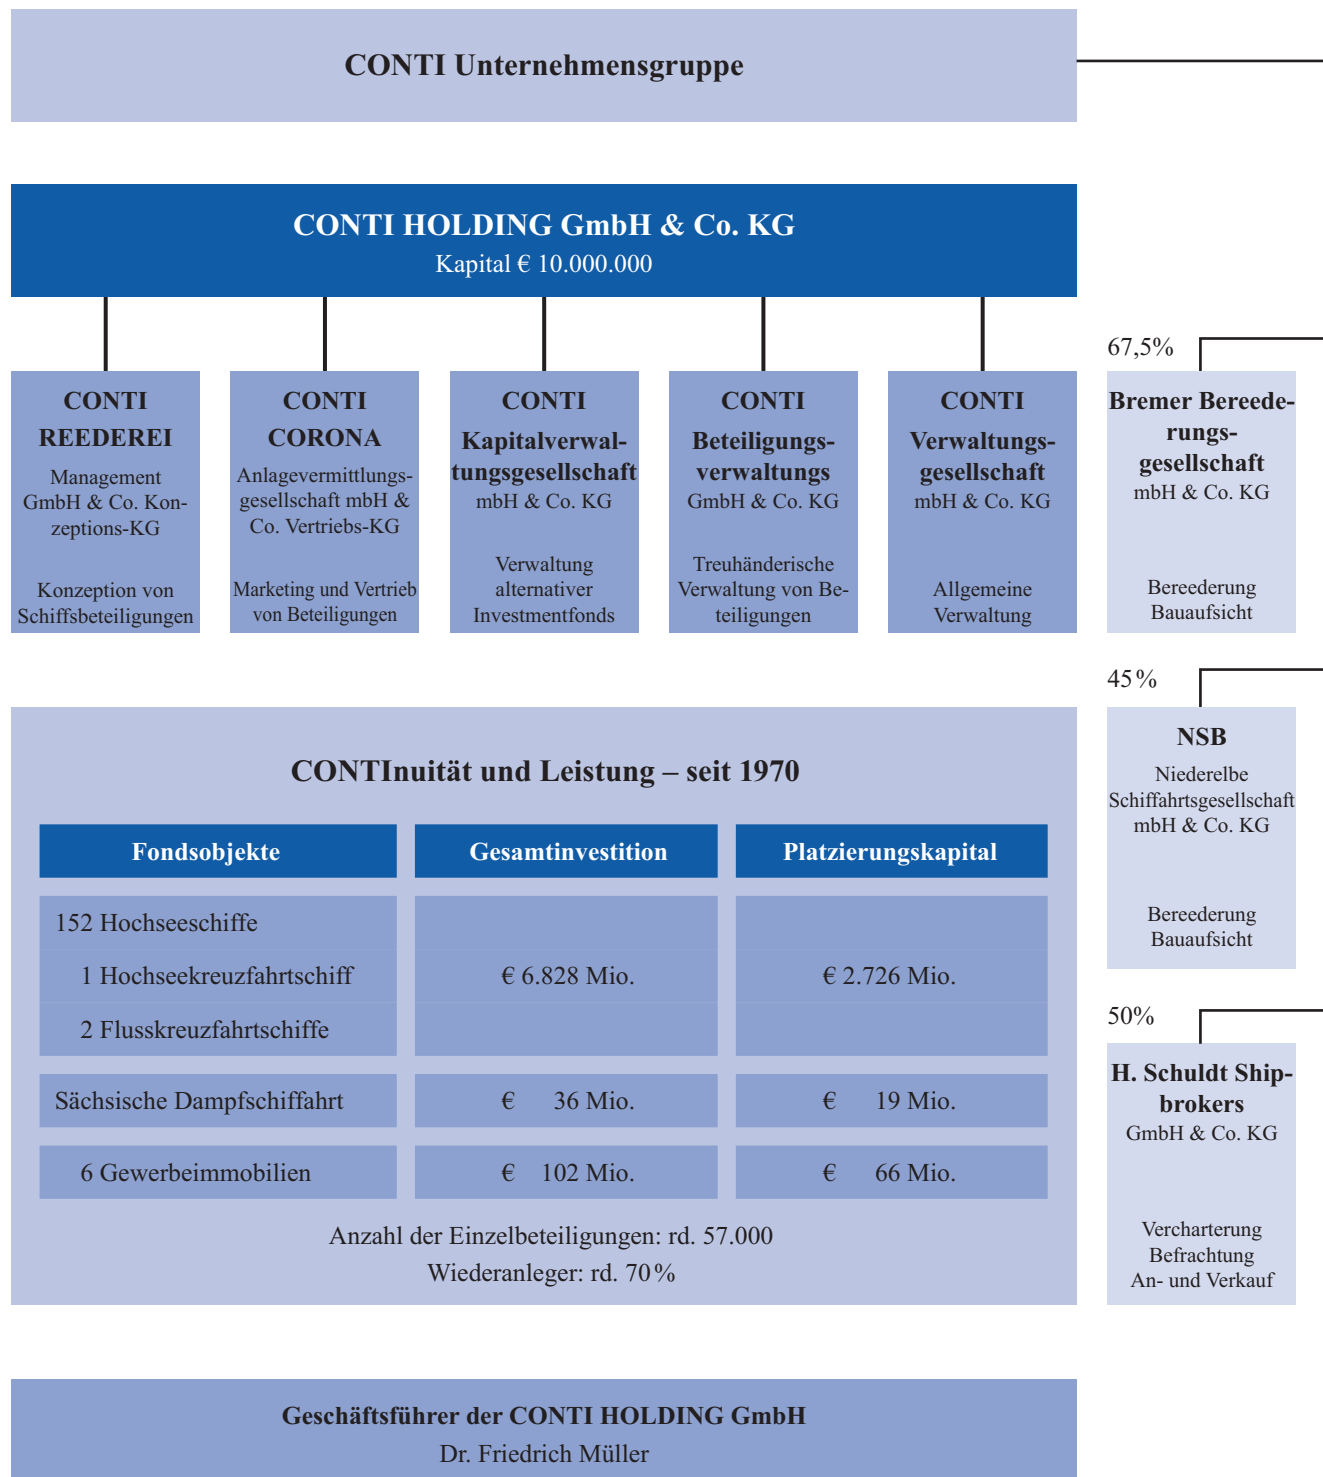 CONTI Unternehmensgruppe
CONTI HOLDING GmbH & Co. KG
Kapital € 10.000.000
CONTI
REEDEREI
Management
GmbH & Co. Kon-
zeptions-KG
Konzeption von
Schiffsbeteiligungen
CONTI
CORONA
Anlagevermittlungs-
gesellschaft mbH &
Co. Vertriebs-KG
Marketing und Vertrieb
von Beteiligungen
CONTI
Kapitalverwal-
tungsgesellschaft
mbH & Co. KG
Verwaltung
alternativer
Investmentfonds
CONTI
Beteiligungs-
verwaltungs
GmbH & Co. KG
Treuhänderische
Verwaltung von Be-
teiligungen
CONTI
Verwaltungs-
gesellschaft
mbH & Co. KG
Allgemeine
Verwaltung
67,5%
Bremer Bereede-
rungs-
gesellschaft
mbH & Co. KG
Bereederung
Bauaufsicht
45%
NSB
Niederelbe
Schiffahrtsgesellschaft
mbH & Co. KG
Bereederung
Bauaufsicht
50%
H. Schuldt Ship-
brokers
GmbH & Co. KG
Vercharterung
Befrachtung
An- und Verkauf
CONTInuität und Leistung – seit 1970
Fondsobjekte Gesamtinvestition Platzierungskapital
152 Hochseeschiffe
1 Hochseekreuzfahrtschiff € 6.828 Mio. € 2.726 Mio.
2 Flusskreuzfahrtschiffe
Sächsische Dampfschiffahrt € 36 Mio. € 19 Mio.
6 Gewerbeimmobilien € 102 Mio. € 66 Mio.
Anzahl der Einzelbeteiligungen: rd. 57.000
Wiederanleger: rd. 70%
Geschäftsführer der CONTI HOLDING GmbH
Dr. Friedrich Müller